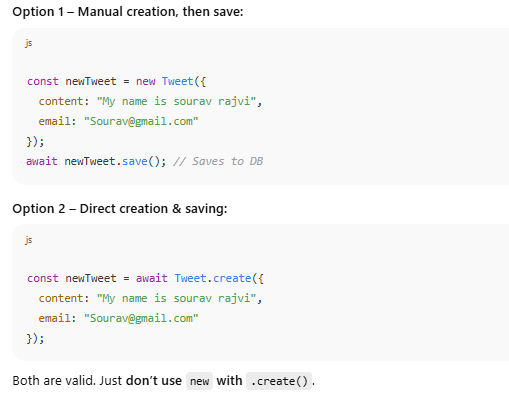 Option 1 – Manual creation, then save:
js
const newTweet = new Tweet({
  content: "My name is sourav rajvi",
  email: "Sourav@gmail.com"
});
await newTweet.save(); // Saves to DB
Option 2 – Direct creation & saving:
js
const newTweet = await Tweet.create({
  content: "My name is sourav rajvi",
  email: "Sourav@gmail.com"
});
Both are valid. Just don't use new with .create().